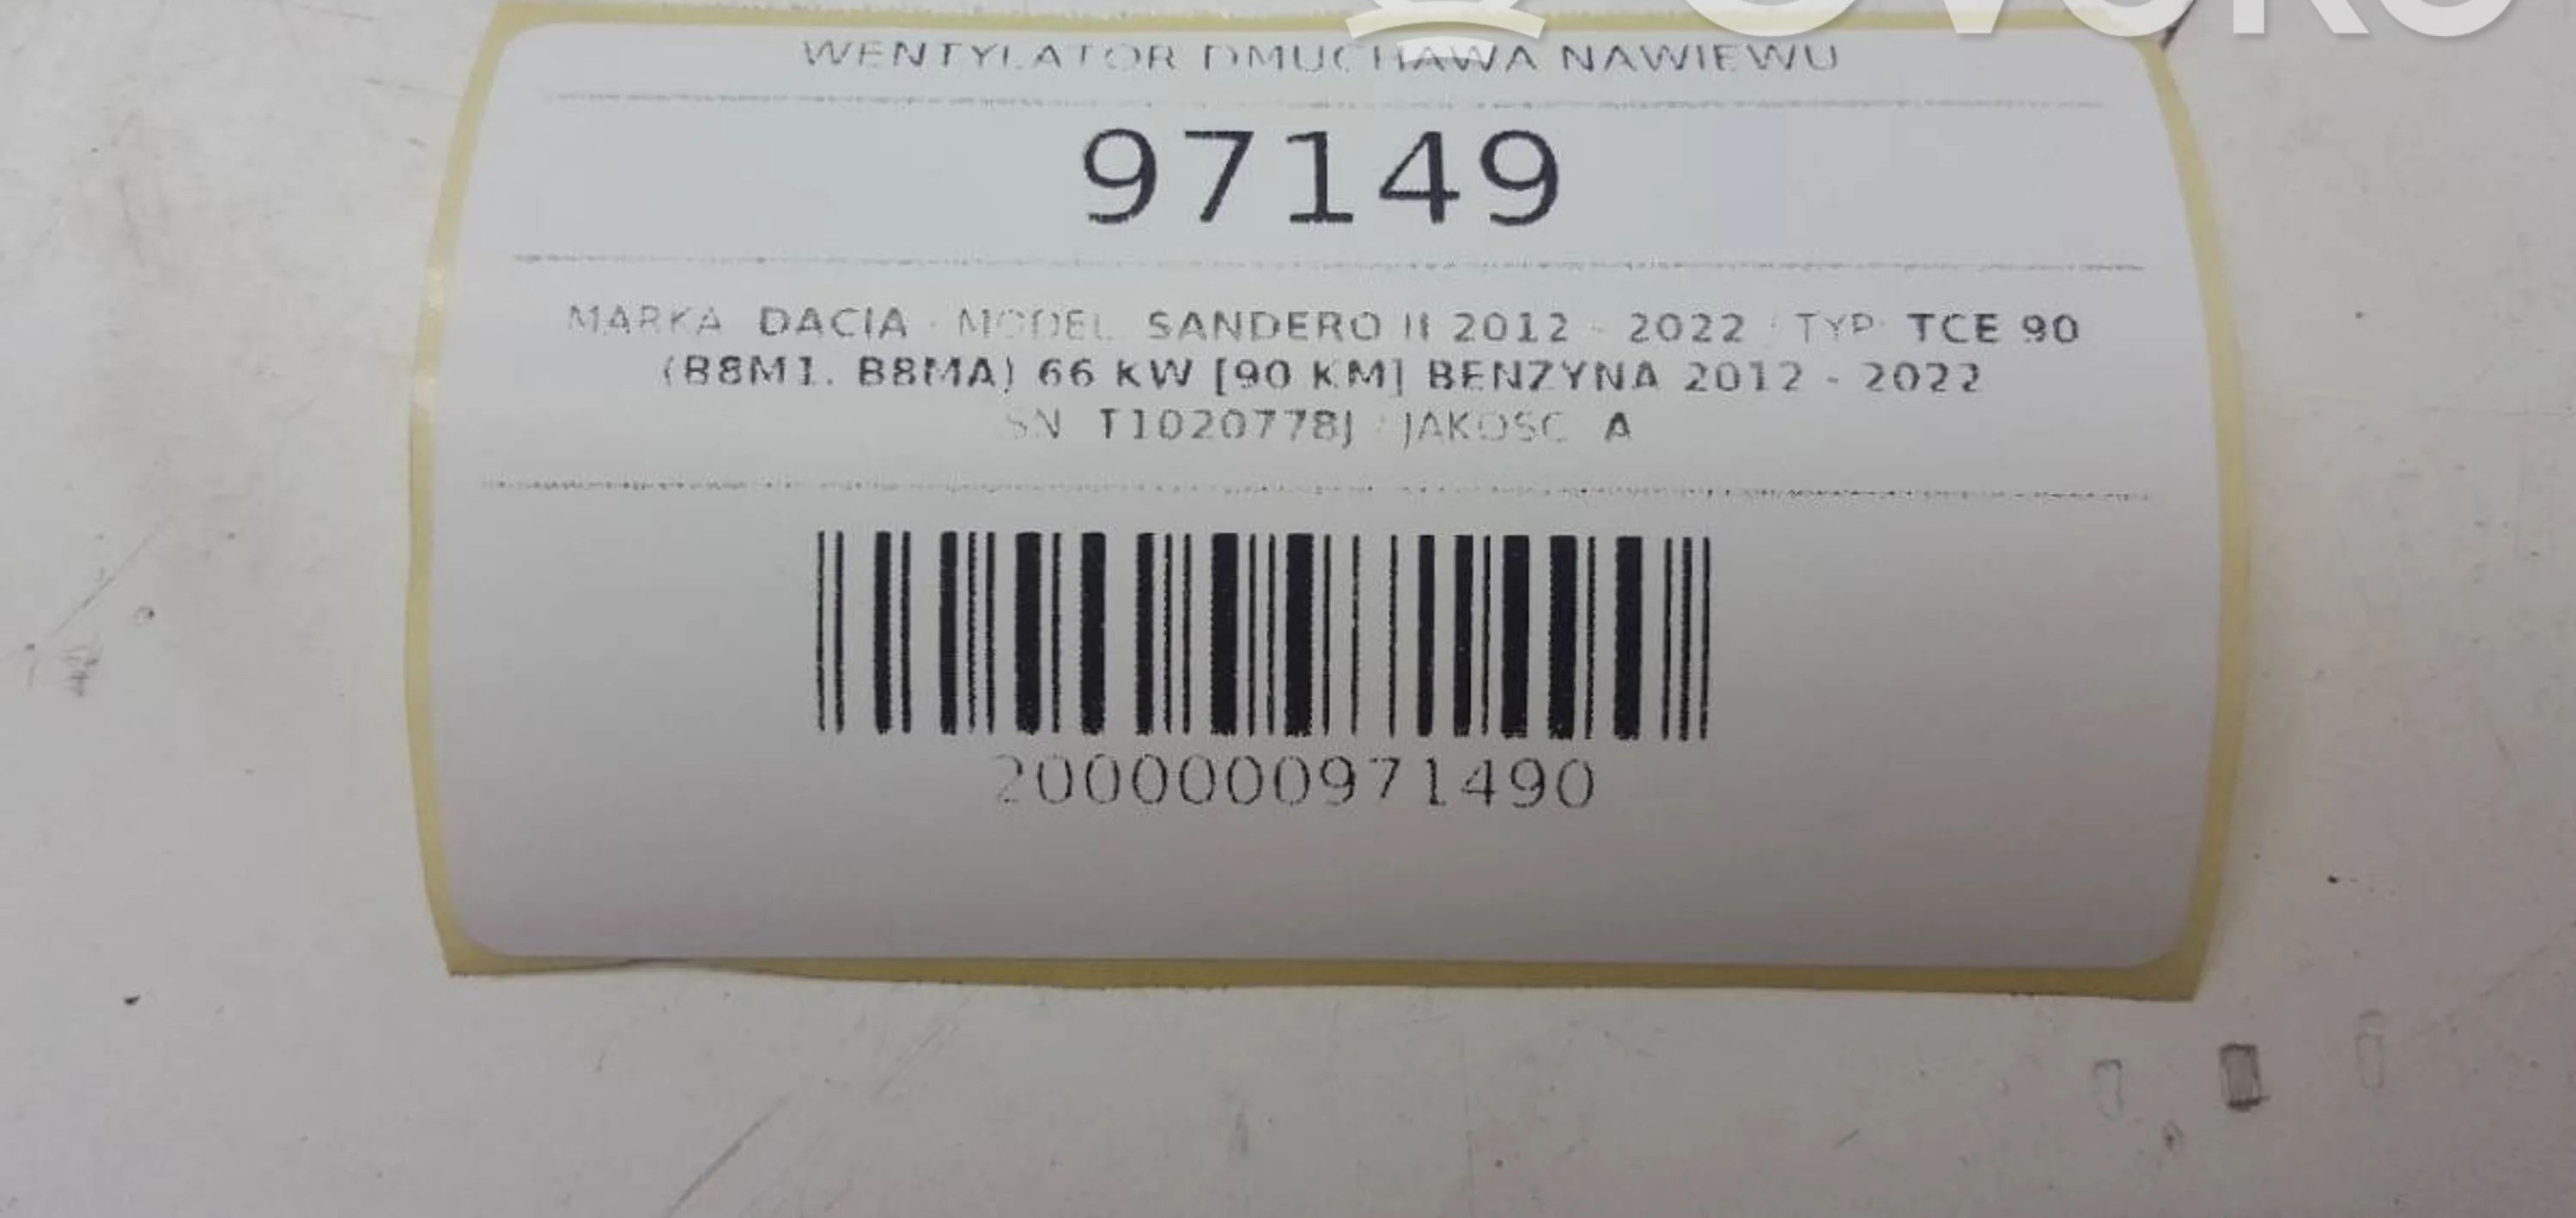 WENTYLATOR DMUCHAWA NAWIEWU
97149
MARKA DACIA MODEL SANDERO II 2012 - 2022 TYP TCE 90
(B8M1, B8MA) 66 KW [90 KM] BENZYNA 2012 - 2022
SN T1020778J JAKOŚĆ A
2000000971490